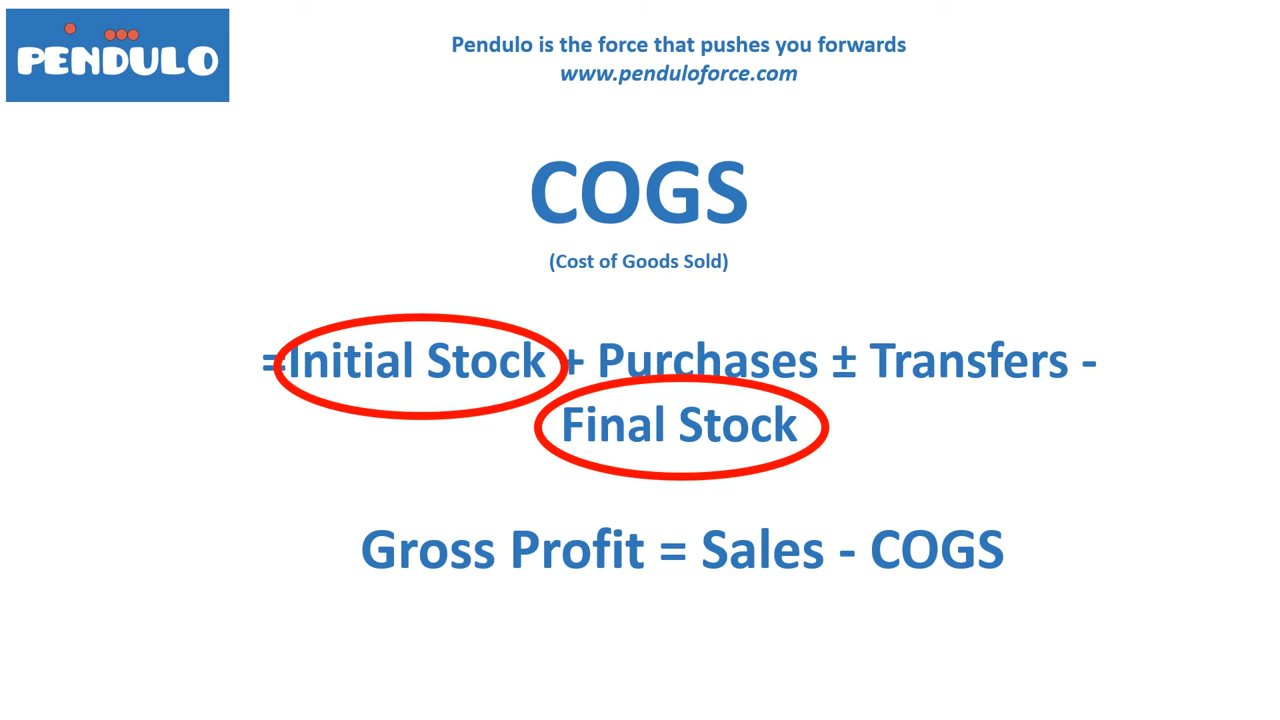 PENDULO
Pendulo is the force that pushes you forwards
www.penduloforce.com
COGS
(Cost of Goods Sold)
=Initial Stock + Purchases ± Transfers -
Final Stock
Gross Profit = Sales - COGS